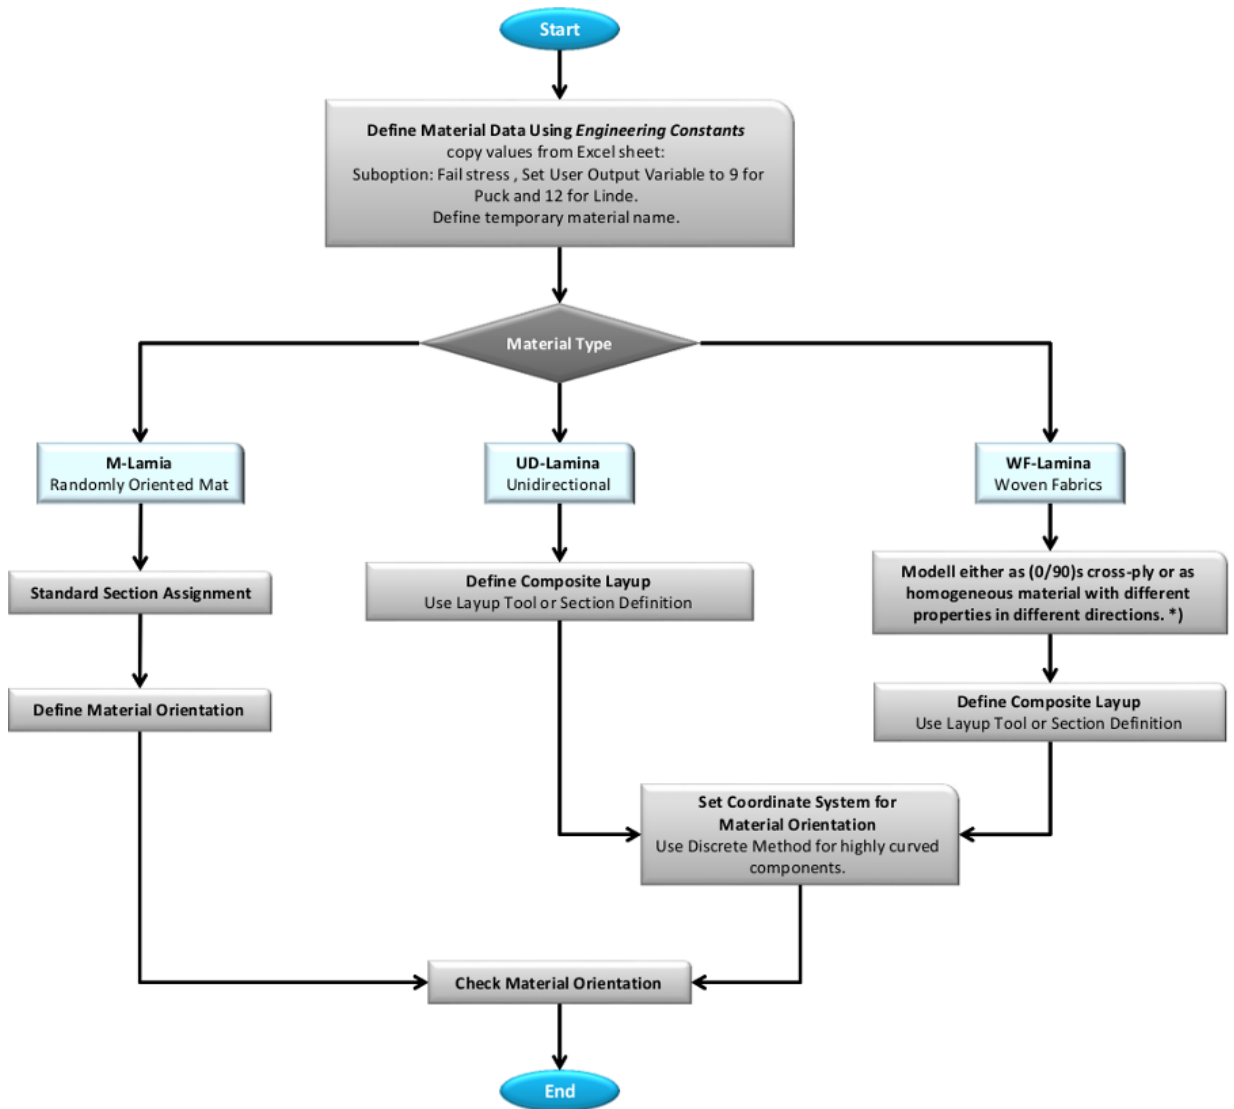 Start
Define Material Data Using Engineering Constants
copy values from Excel sheet:
Suboption: Fail stress , Set User Output Variable to 9 for
Puck and 12 for Linde.
Define temporary material name.
Material Type
M-Lamia
Randomly Oriented Mat
UD-Lamina
Unidirectional
WF-Lamina
Woven Fabrics
Standard Section Assignment
Define Composite Layup
Use Layup Tool or Section Definition
Modell either as (0/90)s cross-ply or as
homogeneous material with different
properties in different directions. *)
Define Material Orientation
Define Composite Layup
Use Layup Tool or Section Definition
Set Coordinate System for
Material Orientation
Use Discrete Method for highly curved
components.
Check Material Orientation
End